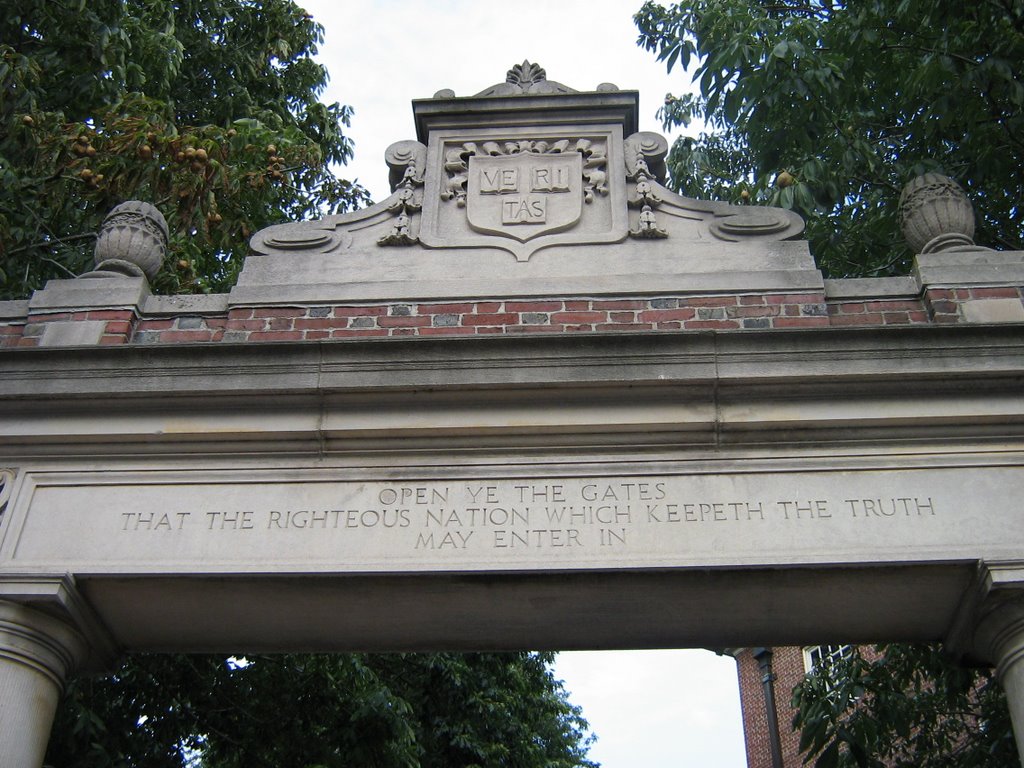 VE RI
TAS
OPEN YE THE GATES
THAT THE RIGHTEOUS NATION WHICH KEEPETH THE TRUTH
MAY ENTER IN